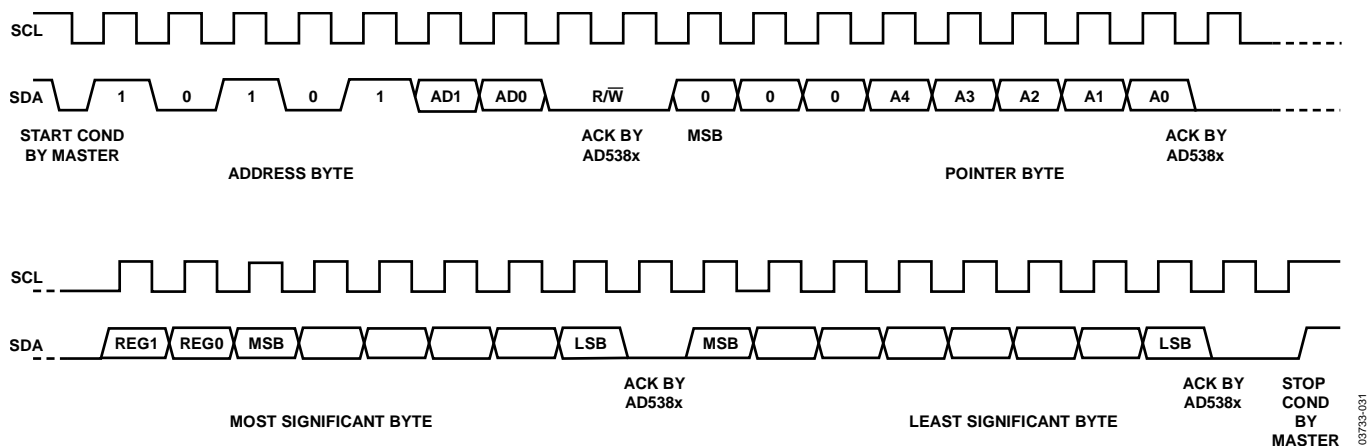 SCL
SDA 1 0 1 0 1 AD1 AD0 R/W̅ 0 0 0 A4 A3 A2 A1 A0
START COND
BY MASTER
ACK BY
AD538x
MSB
ACK BY
AD538x
ADDRESS BYTE
POINTER BYTE
SCL
SDA REG1 REG0 MSB LSB MSB LSB
ACK BY
AD538x
ACK BY
AD538x
STOP
COND
BY
MASTER
MOST SIGNIFICANT BYTE
LEAST SIGNIFICANT BYTE
03733-031